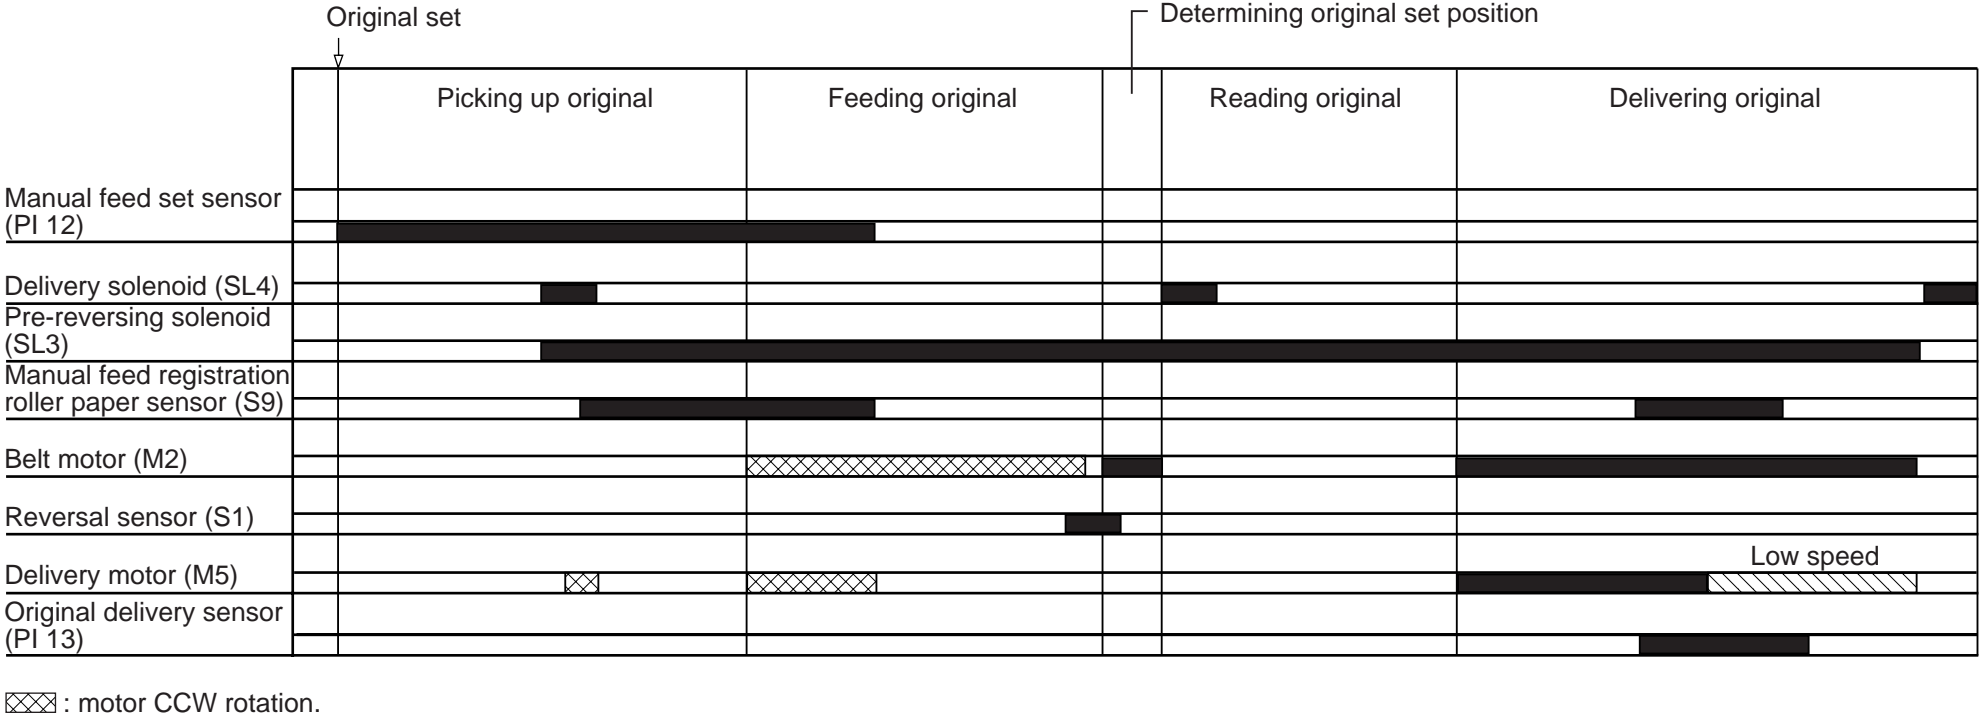 Original set
Determining original set position
Picking up original
Feeding original
Reading original
Delivering original
Manual feed set sensor
(PI 12)
Delivery solenoid (SL4)
Pre-reversing solenoid
(SL3)
Manual feed registration
roller paper sensor (S9)
Belt motor (M2)
Reversal sensor (S1)
Low speed
Delivery motor (M5)
Original delivery sensor
(PI 13)
: motor CCW rotation.